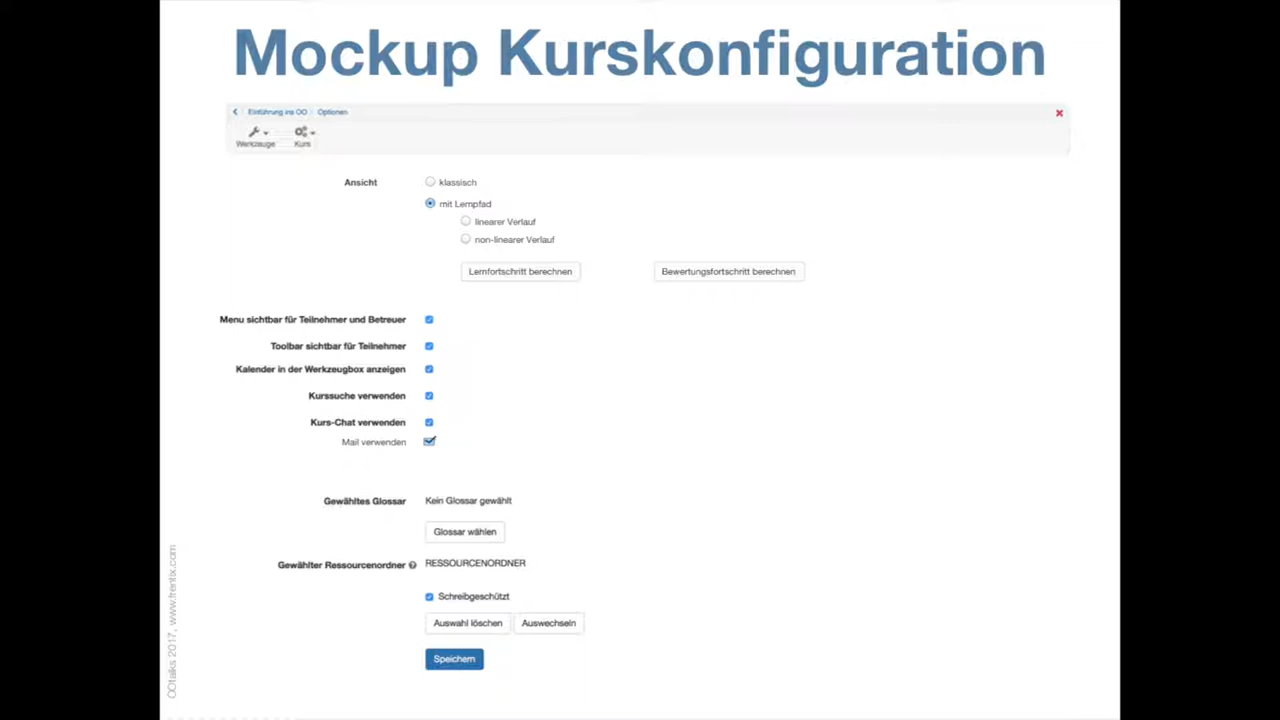 Mockup Kurskonfiguration
Einführung ins OO Optionen
Werkzeuge Kurs
Ansicht klassisch
mit Lernpfad
linearer Verlauf
non-linearer Verlauf
Lernfortschritt berechnen Bewertungsfortschritt berechnen
Menu sichtbar für Teilnehmer und Betreuer
Toolbar sichtbar für Teilnehmer
Kalender in der Werkzeugbox anzeigen
Kurssuche verwenden
Kurs-Chat verwenden
Mail verwenden
Gewähltes Glossar Kein Glossar gewählt
Glossar wählen
Gewählter Ressourcenordner RESSOURCENORDNER
Schreibgeschützt
Auswahl löschen Auswechseln
Speichern
OOtalks 2017, www.frentix.com